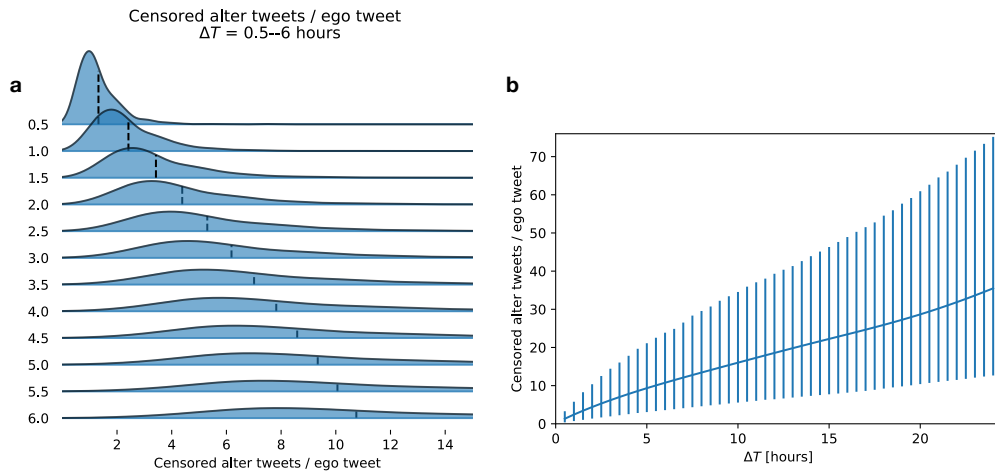 Censored alter tweets / ego tweet
ΔT = 0.5--6 hours
a
0.5
1.0
1.5
2.0
2.5
3.0
3.5
4.0
4.5
5.0
5.5
6.0
2 4 6 8 10 12 14
Censored alter tweets / ego tweet
b
Censored alter tweets / ego tweet
70
60
50
40
30
20
10
0
0 5 10 15 20
ΔT [hours]